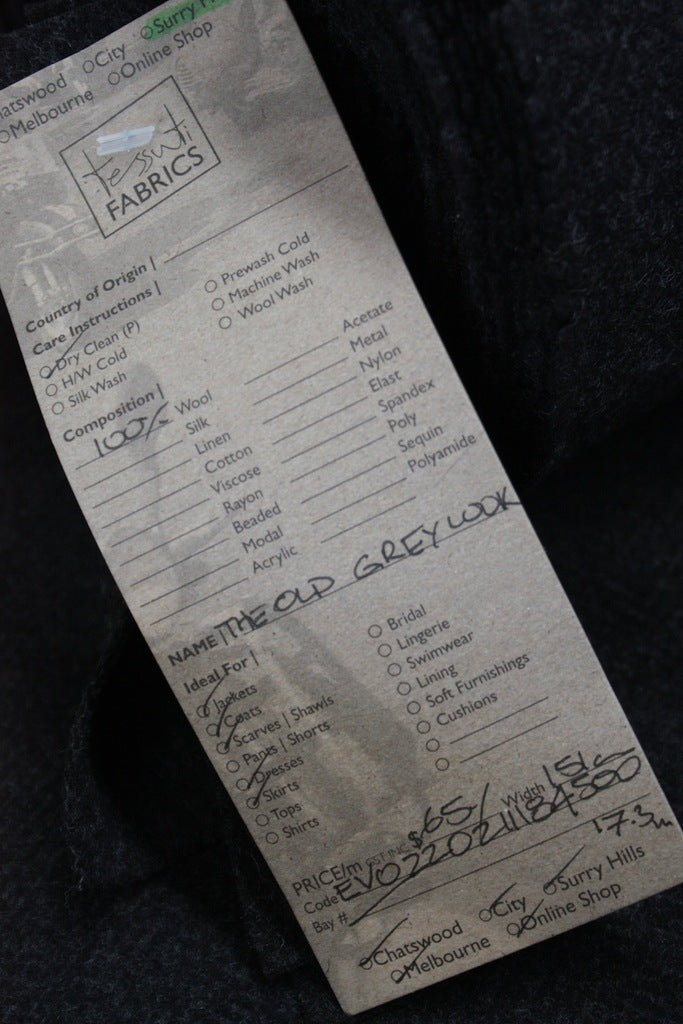 Chatswood ○City ○Surry
○Melbourne ○Online Shop
tessuti
FABRICS
Country of Origin |
Care Instructions |
○ Dry Clean (P) ○ Prewash Cold
○ H/W Cold ○ Machine Wash
○ Silk Wash ○ Wool Wash
Composition |
100% Wool Acetate
Silk Metal
Linen Nylon
Cotton Elast
Viscose Spandex
Rayon Poly
Beaded Sequin
Modal Polyamide
Acrylic
NAME | THE OLD GREY LOOK
Ideal For |
○ Jackets ○ Bridal
○ Coats ○ Lingerie
○ Scarves | Shawls ○ Swimwear
○ Pants | Shorts ○ Lining
○ Dresses ○ Soft Furnishings
○ Skirts ○ Cushions
○ Tops ○
○ Shirts ○
PRICE/m GST INC $65/ Width
Code EV022021184550
Bay # 17.3m
○Chatswood ○City ○Surry Hills
○Melbourne ○Online Shop